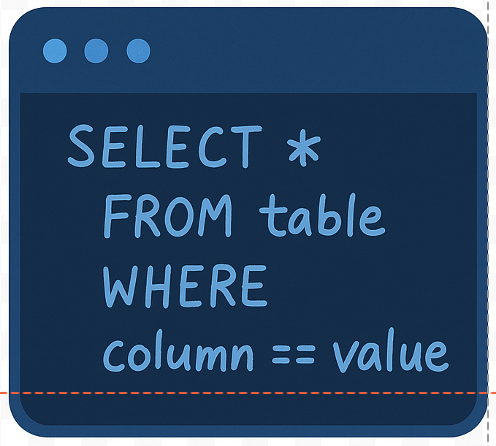 SELECT *
FROM table
WHERE
column == value